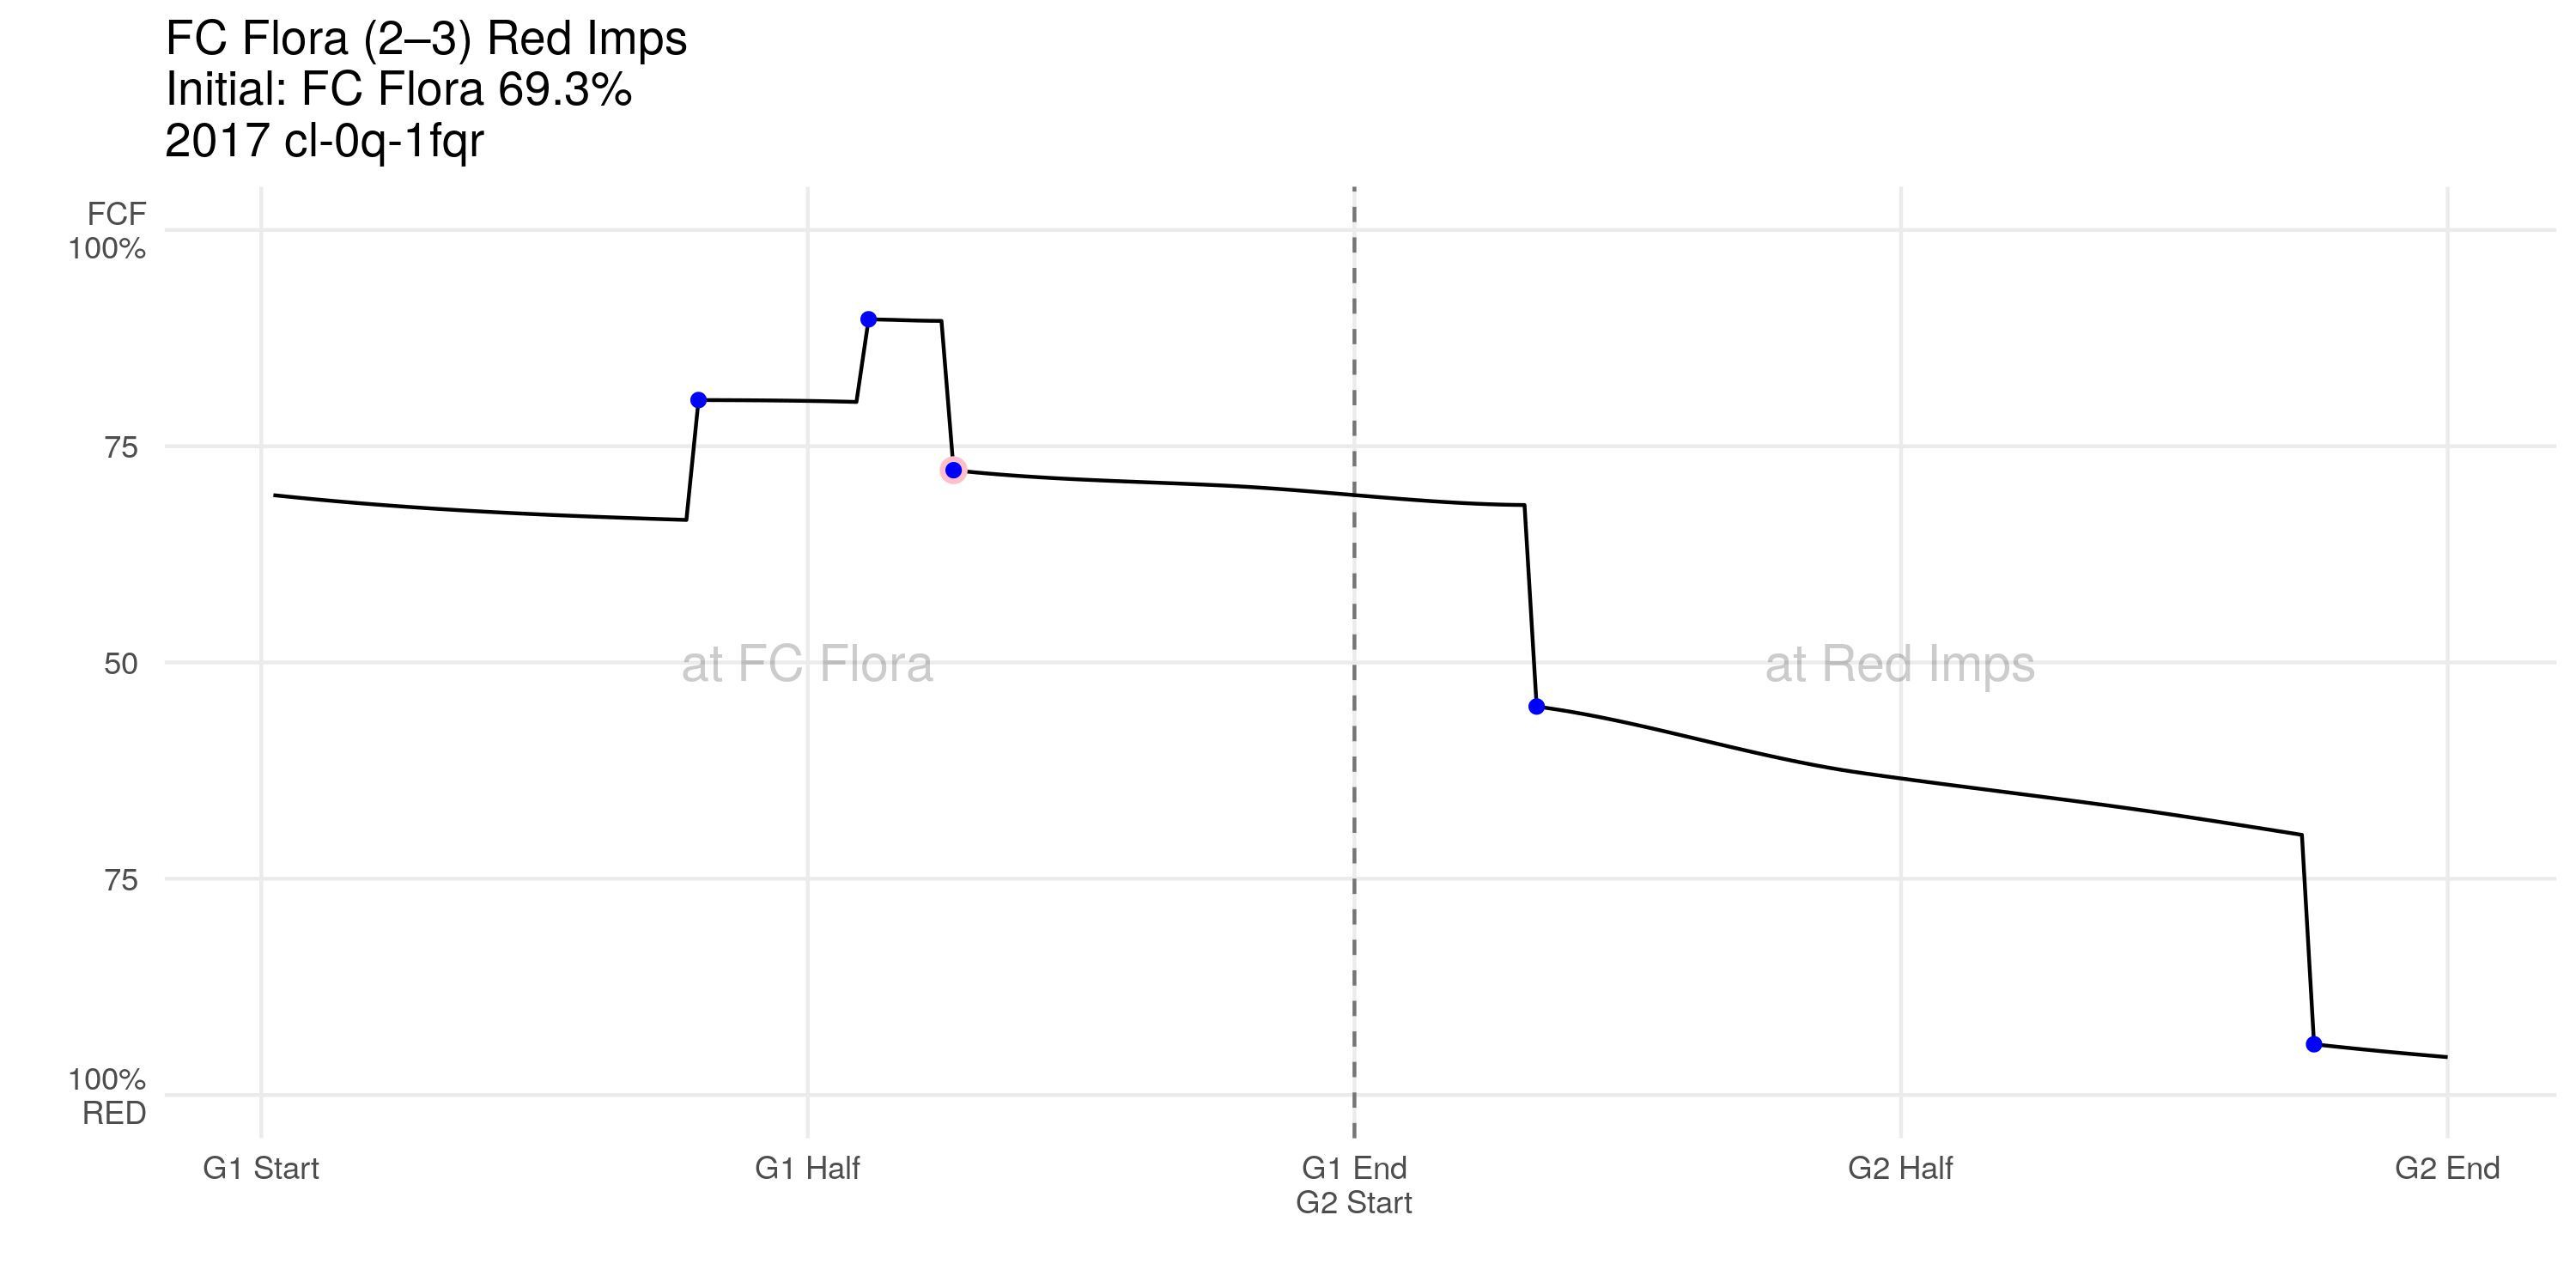 FC Flora (2–3) Red Imps
Initial: FC Flora 69.3%
2017 cl-0q-1fqr
FCF
100%
75
50
75
100%
RED
at FC Flora
at Red Imps
G1 Start
G1 Half
G1 End
G2 Start
G2 Half
G2 End